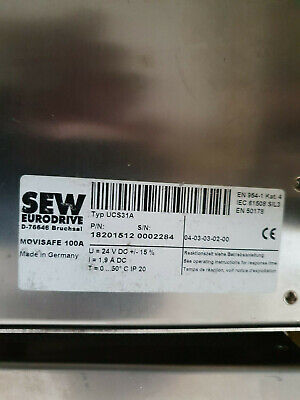 SEW
EURODRIVE
D-76646 Bruchsal
MOVISAFE 100A
Made in Germany
Typ UCS31A
P/N: S/N:
18201512 0002284
U = 24 V DC +/- 15 %
I = 1,9 A DC
T = 0...50° C IP 20
EN 954-1 Kat. 4
IEC 61508 SIL3
EN 50178
04-03-03-02-00
CE
Reaktionszeit siehe Betriebsanleitung
See operating instructions for response time
Temps de réaction, voir notice d'instructions